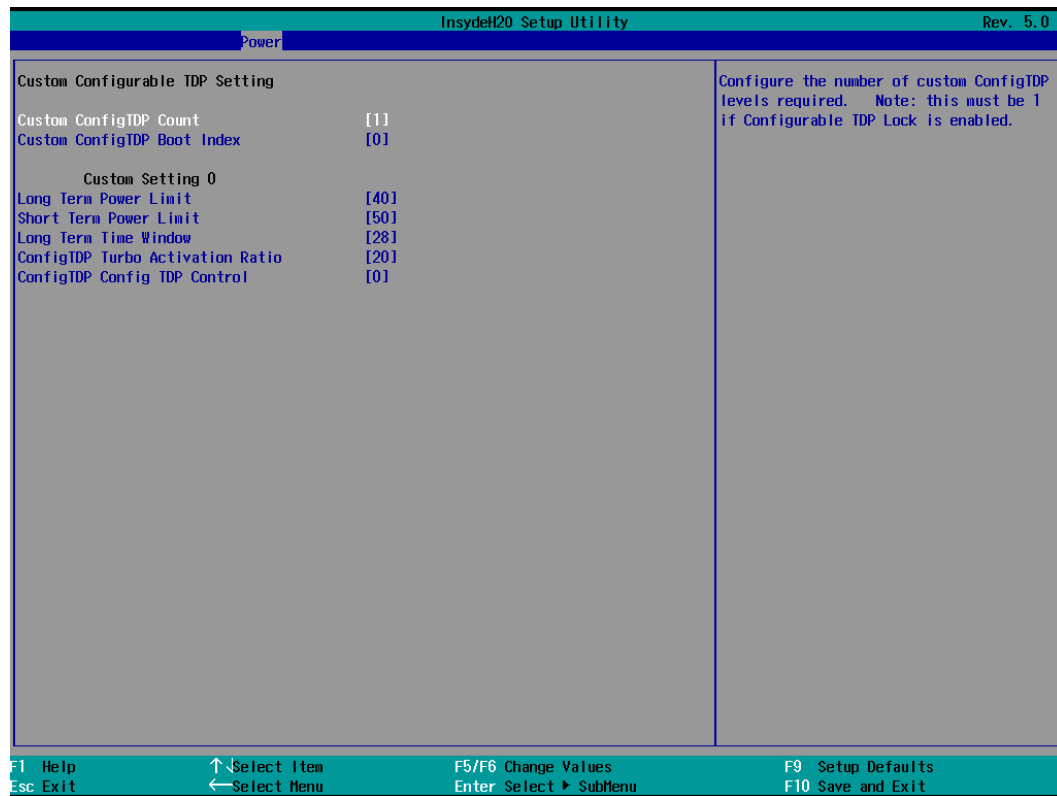 InsydeH20 Setup Utility Rev. 5.0
Power
Custom Configurable TDP Setting
Custom ConfigTDP Count [1]
Custom ConfigTDP Boot Index [0]
Custom Setting 0
Long Term Power Limit [40]
Short Term Power Limit [50]
Long Term Time Window [28]
ConfigTDP Turbo Activation Ratio [20]
ConfigTDP Config TDP Control [0]
Configure the number of custom ConfigTDP
levels required. Note: this must be 1
if Configurable TDP Lock is enabled.
F1 Help ↑↓Select Item F5/F6 Change Values F9 Setup Defaults
Esc Exit ←Select Menu Enter Select ▶ SubMenu F10 Save and Exit